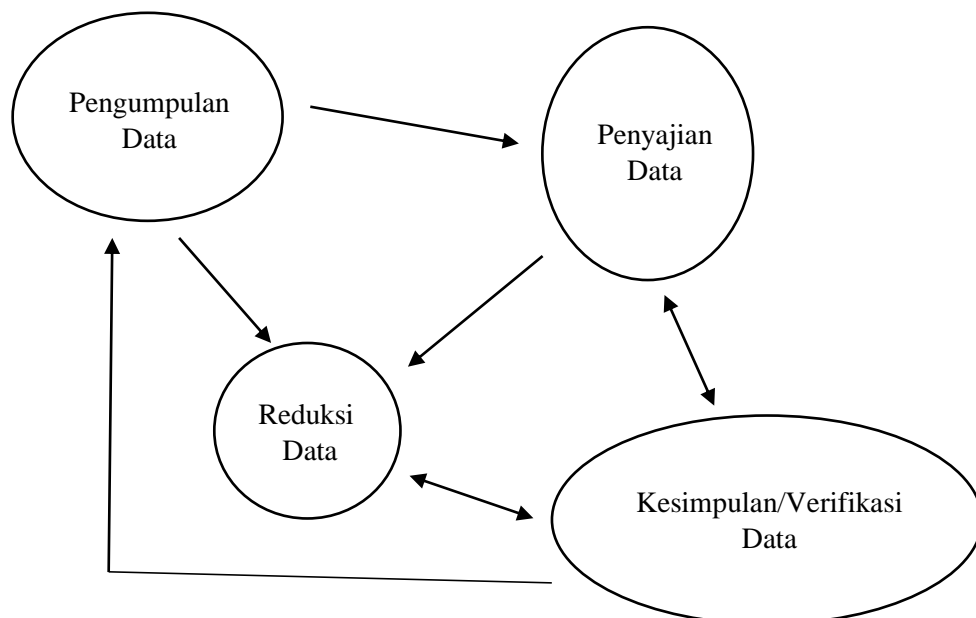 Pengumpulan
Data
Penyajian
Data
Reduksi
Data
Kesimpulan/Verifikasi
Data